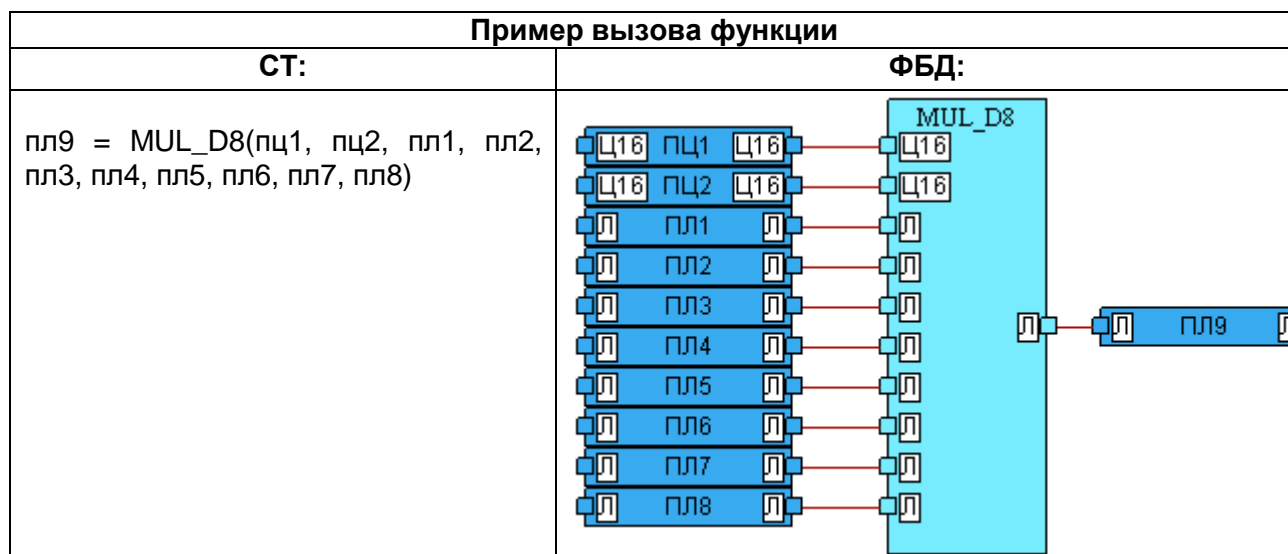 Пример вызова функции
СТ:
ФБД:
пл9 = MUL_D8(пц1, пц2, пл1, пл2,
пл3, пл4, пл5, пл6, пл7, пл8)
MUL_D8
Ц16 ПЦ1 Ц16 Ц16
Ц16 ПЦ2 Ц16 Ц16
Л ПЛ1 Л Л
Л ПЛ2 Л Л
Л ПЛ3 Л Л
Л Л ПЛ9 Л
Л ПЛ4 Л Л
Л ПЛ5 Л Л
Л ПЛ6 Л Л
Л ПЛ7 Л Л
Л ПЛ8 Л Л